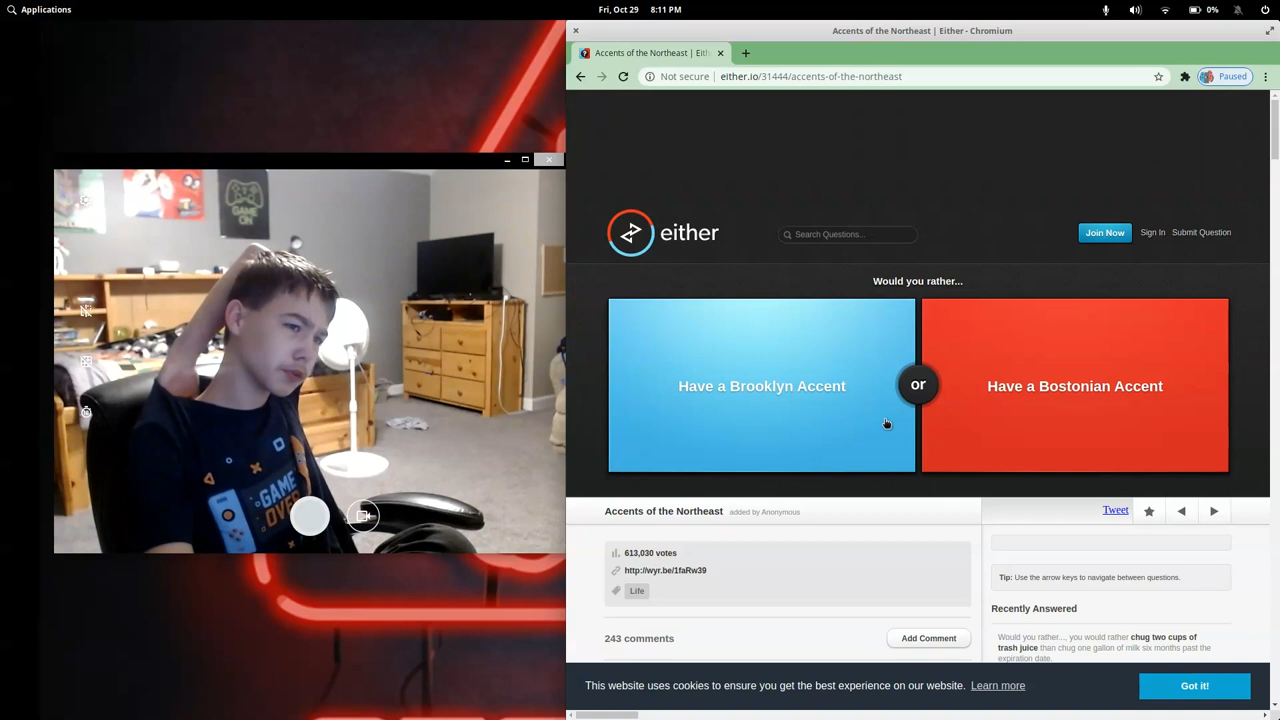 Applications
Fri, Oct 29 8:11 PM
0%
Accents of the Northeast | Either - Chromium
Accents of the Northeast | Eith
Not secure
either.io/31444/accents-of-the-northeast
Paused
either
Search Questions...
Join Now
Sign In
Submit Question
Would you rather...
Have a Brooklyn Accent
or
Have a Bostonian Accent
Accents of the Northeast added by Anonymous
Tweet
613,030 votes
http://wyr.be/1faRw39
Life
243 comments
Add Comment
Tip: Use the arrow keys to navigate between questions.
Recently Answered
Would you rather..., you would rather chug two cups of
trash juice than chug one gallon of milk six months past the
expiration date.
This website uses cookies to ensure you get the best experience on our website. Learn more
Got it!
GAME
ON
GAME
OVER